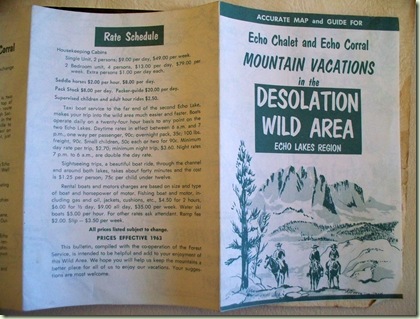 Corral
Rate Schedule
Housekeeping Cabins
Single Unit, 2 persons, $9.00 per day, $49.00 per week.
2 Bedroom unit, 4 persons, $13.00 per day, $79.00 per
week. Extra persons $1.00 per day each.
Saddle horses $2.00 per hour, $8.00 per day.
Pack Stock $8.00 per day. Packer-guide $20.00 per day.
Supervised children and adult hour rides $2.50.
Taxi boat service to the far end of the second Echo Lake,
makes your trip into the wild area much easier and faster. Boats
operate daily on a twenty-four hour basis to any point on the
two Echo Lakes. Daytime rates in effect between 6 a.m. and 7
p.m., one way per passenger, 90c; overnight pack, 35c; 100 lbs.
freight, 90c. Small children, 50c each or two for 90c. Minimum
day rate per trip, $2.70; minimum night trip, $3.60. Night rates
7 p.m. to 6 a.m., are double the day rate.
Sightseeing trips, a beautiful boat ride, through the channel
and around both lakes, takes about forty minutes and the cost
is $1.25 per person, 75c per child under twelve.
Rental boats and motors charges are based on size and type
of boat and horsepower of motor. Fishing boat and motor, in-
cluding gas and oil, jackets, cushions, etc., $4.50 for 2 hours,
$6.00 for ½ day, $9.00 all day, $35.00 per week. Water ski
boats $5.00 per hour. For other rates ask attendant. Ramp fee
$2.00. Slip — $3.50 per week.
All prices listed subject to change.
PRICES EFFECTIVE 1963
This bulletin, compiled with the co-operation of the Forest
Service, is intended to be helpful and add to your enjoyment of
this Wild Area. We hope you will help us keep the mountains a
better place for all of us to enjoy our vacations. Your sugges-
tions are most welcome.
ACCURATE MAP and GUIDE FOR
Echo Chalet and Echo Corral
MOUNTAIN VACATIONS
in the
DESOLATION
WILD AREA
ECHO LAKES REGION